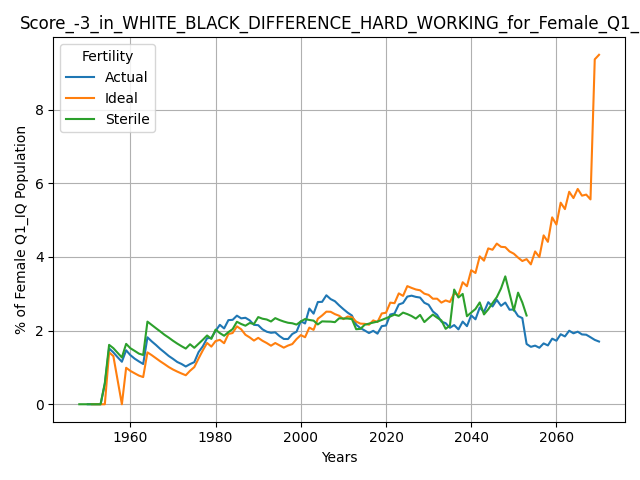 Score_-3_in_WHITE_BLACK_DIFFERENCE_HARD_WORKING_for_Female_Q1_
Fertility
Actual
Ideal
Sterile
% of Female Q1_IQ Population
8
6
4
2
0
1960 1980 2000 2020 2040 2060
Years